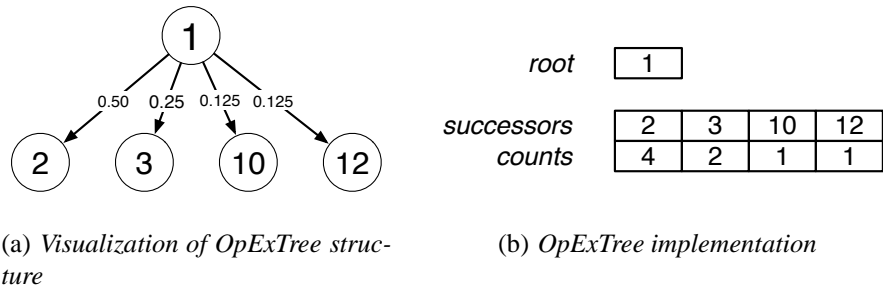 1
0.50 0.25 0.125 0.125
2 3 10 12
(a) Visualization of OpExTree struc-
ture
root 1
successors 2 3 10 12
counts 4 2 1 1
(b) OpExTree implementation